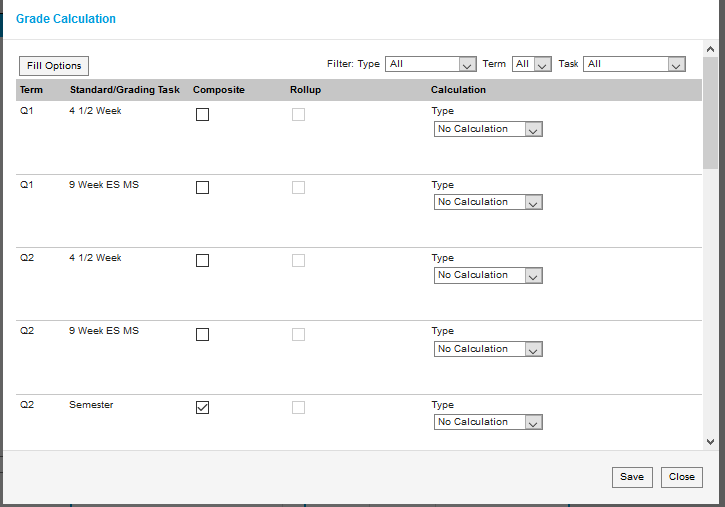 Grade Calculation
Fill Options
Filter: Type All Term All Task All
Term Standard/Grading Task Composite Rollup Calculation
Q1 4 1/2 Week Type
No Calculation
Q1 9 Week ES MS Type
No Calculation
Q2 4 1/2 Week Type
No Calculation
Q2 9 Week ES MS Type
No Calculation
Q2 Semester Type
No Calculation
Save Close